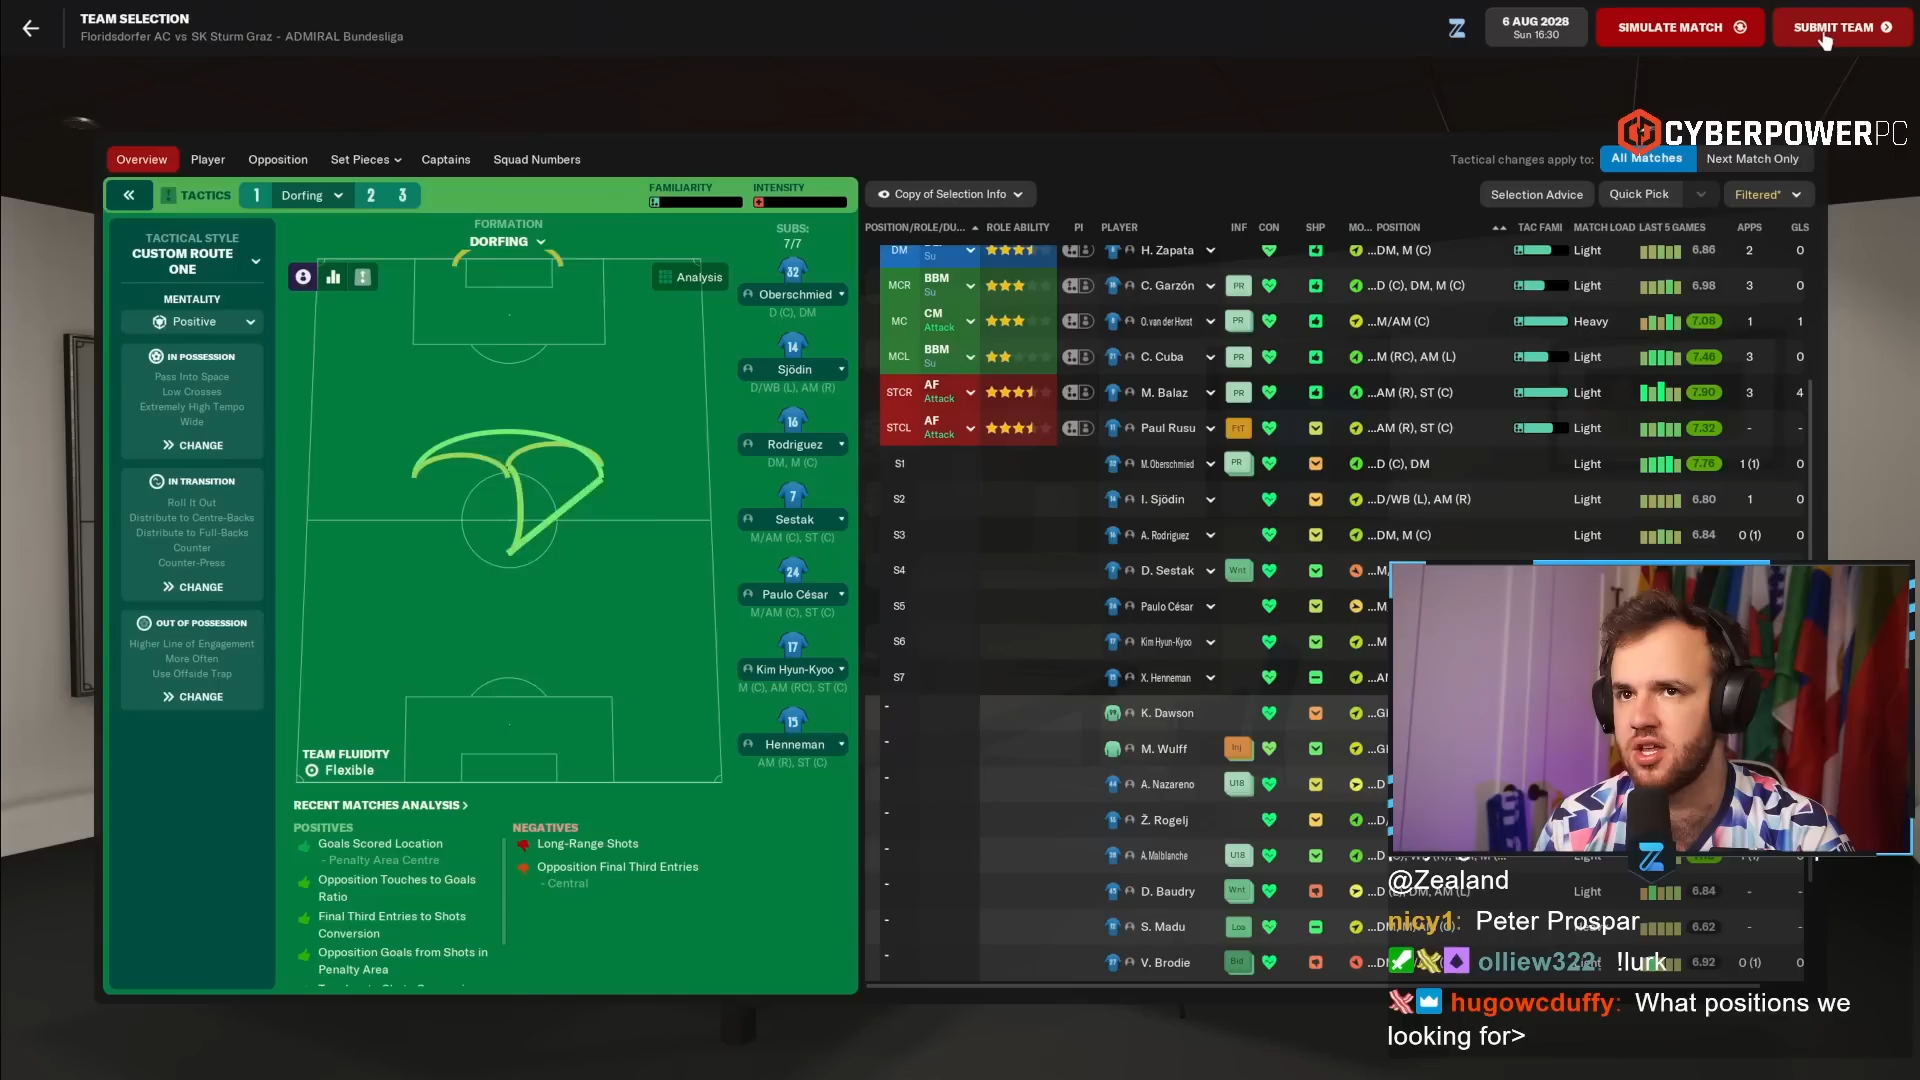 TEAM SELECTION
Floridsdorfer AC vs SK Sturm Graz - ADMIRAL Bundesliga
6 AUG 2028
Sun 16:30
SIMULATE MATCH
SUBMIT TEAM
CYBERPOWERPC
Overview Player Opposition Set Pieces Captains Squad Numbers
Tactical changes apply to: All Matches Next Match Only
TACTICS 1 Dorfing 2 3
FAMILIARITY INTENSITY
Copy of Selection Info
Selection Advice Quick Pick Filtered*
TACTICAL STYLE
CUSTOM ROUTE
ONE
MENTALITY
Positive
IN POSSESSION
Pass Into Space
Low Crosses
Extremely High Tempo
Wide
CHANGE
IN TRANSITION
Roll It Out
Distribute to Centre-Backs
Distribute to Full-Backs
Counter
Counter-Press
CHANGE
OUT OF POSSESSION
Higher Line of Engagement
More Often
Use Offside Trap
CHANGE
FORMATION
DORFING
Analysis
TEAM FLUIDITY
Flexible
SUBS:
7/7
32
Oberschmied
D (C), DM
14
Sjödin
D/WB (L), AM (R)
16
Rodriguez
DM, M (C)
7
Sestak
M/AM (C), ST (C)
24
Paulo César
M/AM (C), ST (C)
17
Kim Hyun-Kyoo
M (C), AM (RC), ST (C)
15
Henneman
AM (R), ST (C)
RECENT MATCHES ANALYSIS >
POSITIVES
Goals Scored Location
- Penalty Area Centre
Opposition Touches to Goals
Ratio
Final Third Entries to Shots
Conversion
Opposition Goals from Shots in
Penalty Area
NEGATIVES
Long-Range Shots
Opposition Final Third Entries
- Central
POSITION/ROLE/DU... ROLE ABILITY PI PLAYER INF CON SHP MO... POSITION TAC FAMI MATCH LOAD LAST 5 GAMES APPS GLS
DM Su H. Zapata ...DM, M (C) Light 6.86 2 0
MCR BBM Su C. Garzón PR ...D (C), DM, M (C) Light 6.98 3 0
MC CM Attack O. van der Horst PR ...M/AM (C) Heavy 7.08 1 1
MCL BBM Su C. Cuba PR ...M (RC), AM (L) Light 7.46 3 0
STCR AF Attack M. Balaz PR ...AM (R), ST (C) Light 7.90 3 4
STCL AF Attack Paul Rusu FtT ...AM (R), ST (C) Light 7.32 - -
S1 M. Oberschmied PR ...D (C), DM Light 7.76 1 (1) 0
S2 I. Sjödin ...D/WB (L), AM (R) Light 6.80 1 0
S3 A. Rodriguez ...DM, M (C) Light 6.84 0 (1) 0
S4 D. Sestak Wnt ...M
S5 Paulo César ...M
S6 Kim Hyun-Kyoo ...M
S7 X. Henneman ...AM
- K. Dawson ...G
- M. Wulff Inj ...G
- A. Nazareno U18 ...D
- Ž. Rogelj ...D
- A. Malblanche U18 ...D
- D. Baudry Wnt Light 6.84 - -
- S. Madu Loa 6.62 - -
- V. Brodie Bid 6.92 0 (1) 0
@Zealand
nicy1: Peter Prospar
olliew322: !lurk
hugowcduffy: What positions we
looking for>